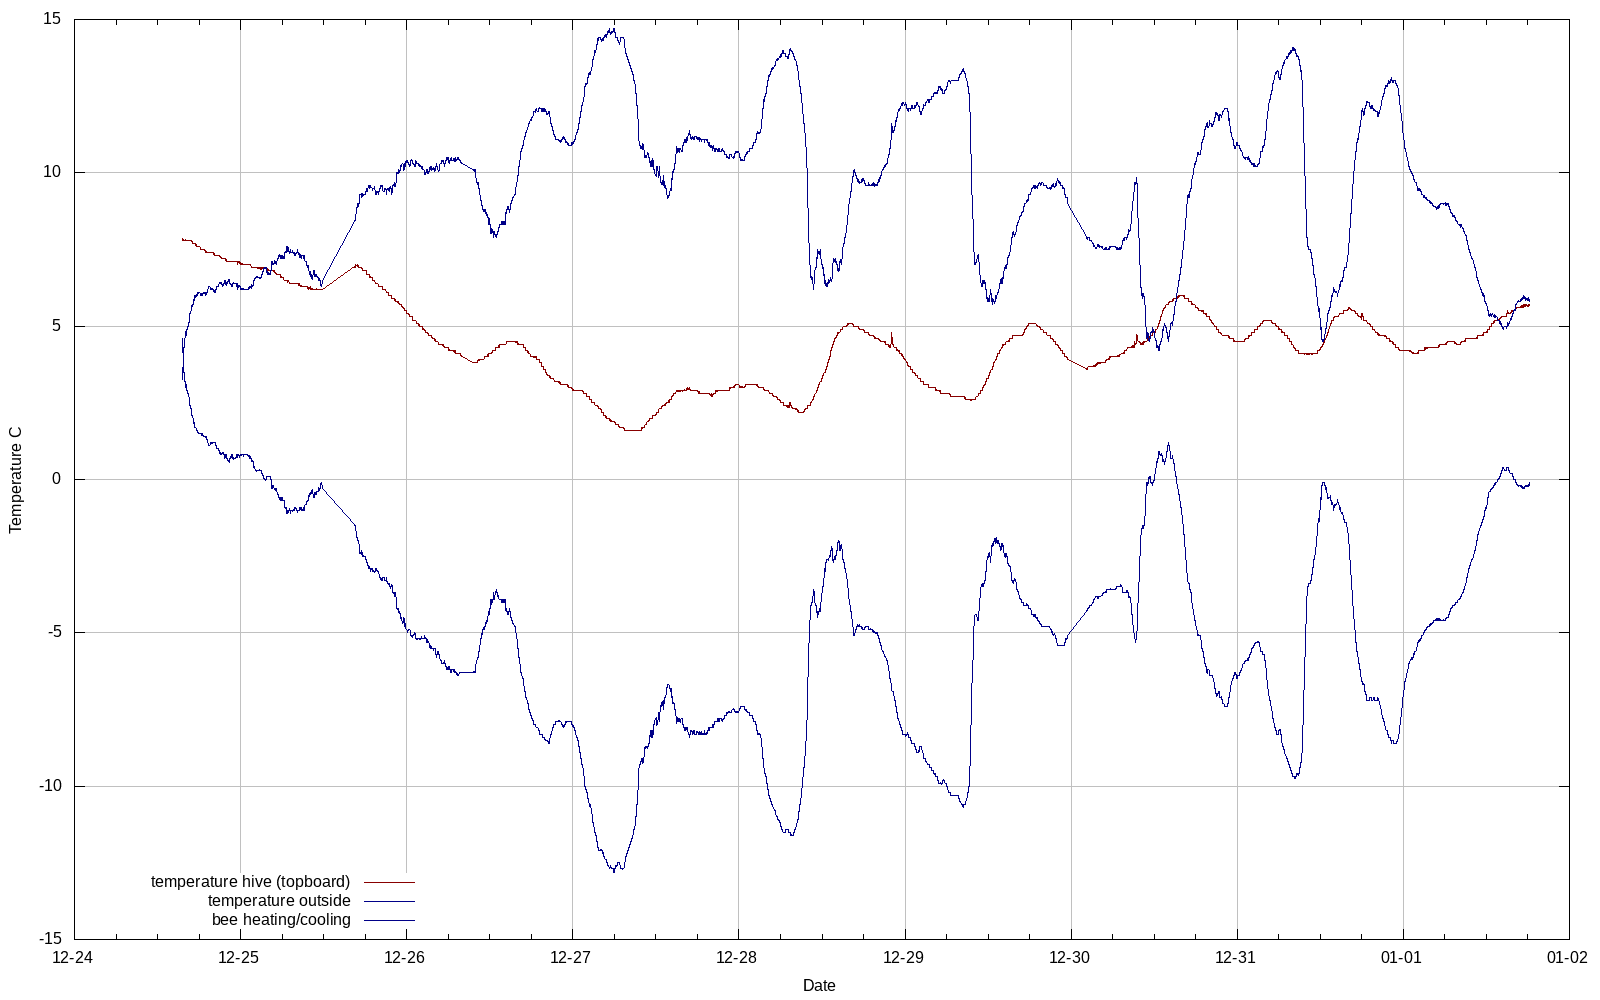 15
10
5
0
-5
-10
-15
Temperature C
temperature hive (topboard)
temperature outside
bee heating/cooling
12-24 12-25 12-26 12-27 12-28 12-29 12-30 12-31 01-01 01-02
Date